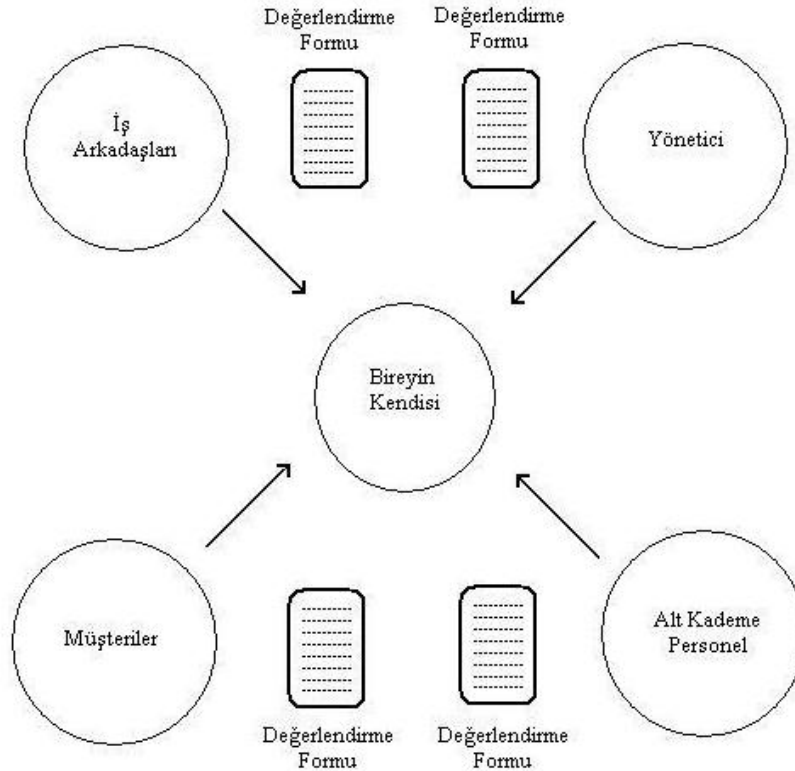 Değerlendirme
Formu
Değerlendirme
Formu
İş
Arkadaşları
Yönetici
Bireyin
Kendisi
Müşteriler
Alt Kademe
Personel
Değerlendirme
Formu
Değerlendirme
Formu